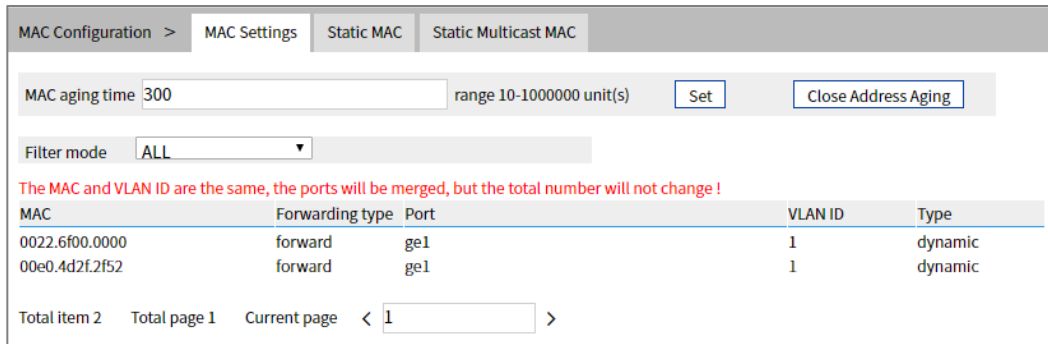 MAC Configuration > MAC Settings Static MAC Static Multicast MAC
MAC aging time 300 range 10-1000000 unit(s) Set Close Address Aging
Filter mode ALL
The MAC and VLAN ID are the same, the ports will be merged, but the total number will not change !
MAC Forwarding type Port VLAN ID Type
0022.6f00.0000 forward ge1 1 dynamic
00e0.4d2f.2f52 forward ge1 1 dynamic
Total item 2 Total page 1 Current page < 1 >